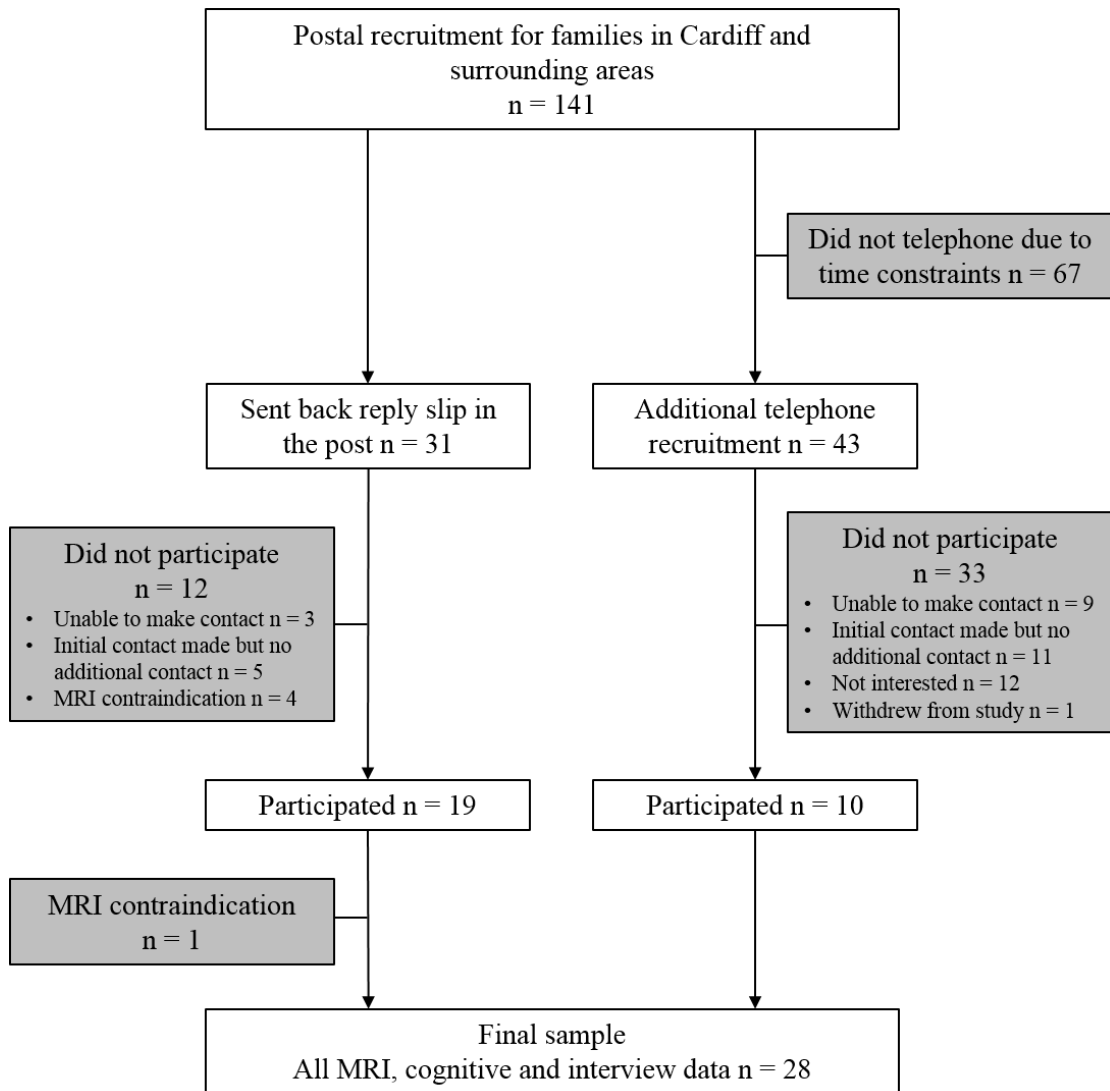 Postal recruitment for families in Cardiff and
surrounding areas
n = 141
Did not telephone due to
time constraints n = 67
Sent back reply slip in
the post n = 31
Additional telephone
recruitment n = 43
Did not participate
n = 12
• Unable to make contact n = 3
• Initial contact made but no
additional contact n = 5
• MRI contraindication n = 4
Did not participate
n = 33
• Unable to make contact n = 9
• Initial contact made but no
additional contact n = 11
• Not interested n = 12
• Withdrew from study n = 1
Participated n = 19
Participated n = 10
MRI contraindication
n = 1
Final sample
All MRI, cognitive and interview data n = 28